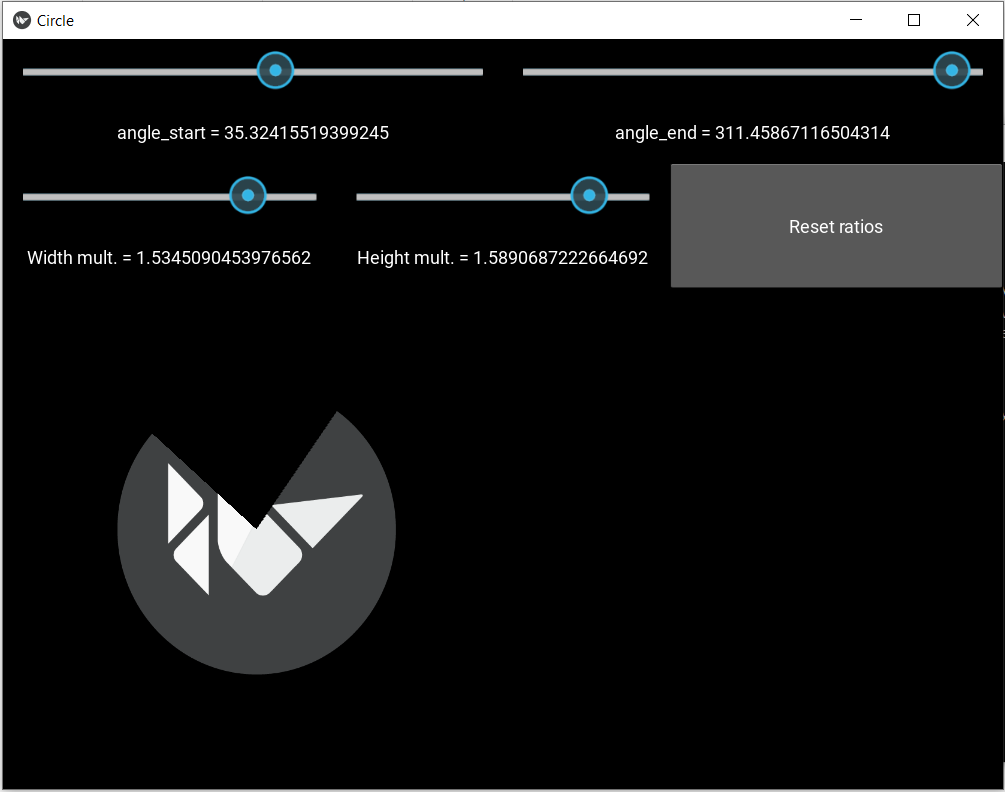 Circle
angle_start = 35.32415519399245
angle_end = 311.45867116504314
Width mult. = 1.5345090453976562
Height mult. = 1.5890687222664692
Reset ratios